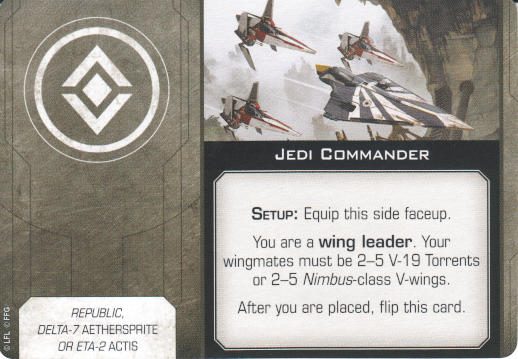 JEDI COMMANDER
SETUP: Equip this side faceup.
You are a wing leader. Your
wingmates must be 2–5 V-19 Torrents
or 2–5 Nimbus-class V-wings.
After you are placed, flip this card.
REPUBLIC,
DELTA-7 AETHERSPRITE
OR ETA-2 ACTIS
© LFL © FFG